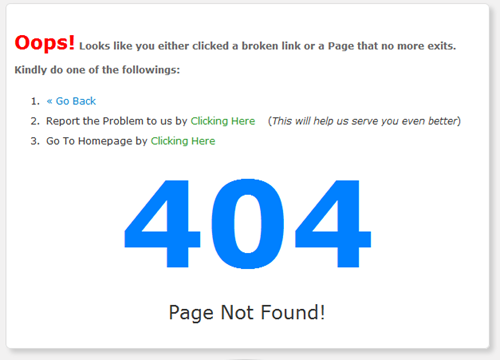 Oops! Looks like you either clicked a broken link or a Page that no more exits.
Kindly do one of the followings:
1. « Go Back
2. Report the Problem to us by Clicking Here (This will help us serve you even better)
3. Go To Homepage by Clicking Here
404
Page Not Found!